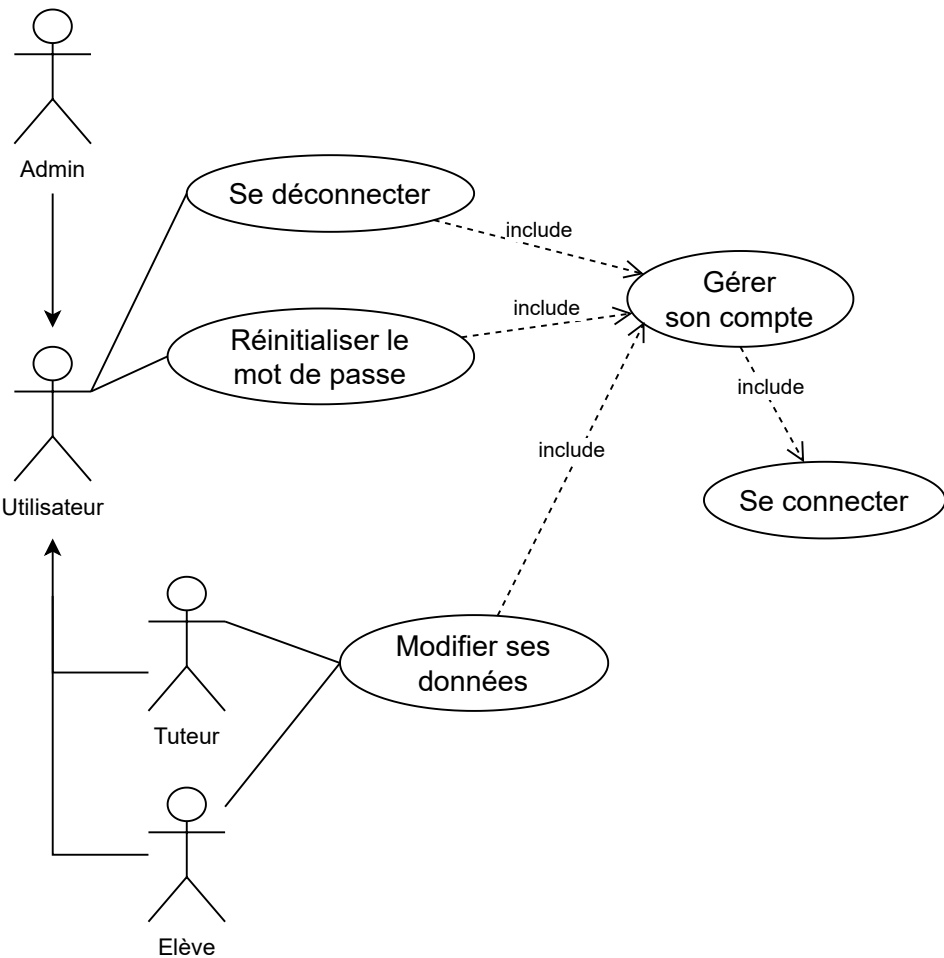 Admin
Se déconnecter
include
Gérer
son compte
include
Réinitialiser le
mot de passe
include
include
Se connecter
Utilisateur
Modifier ses
données
Tuteur
Elève